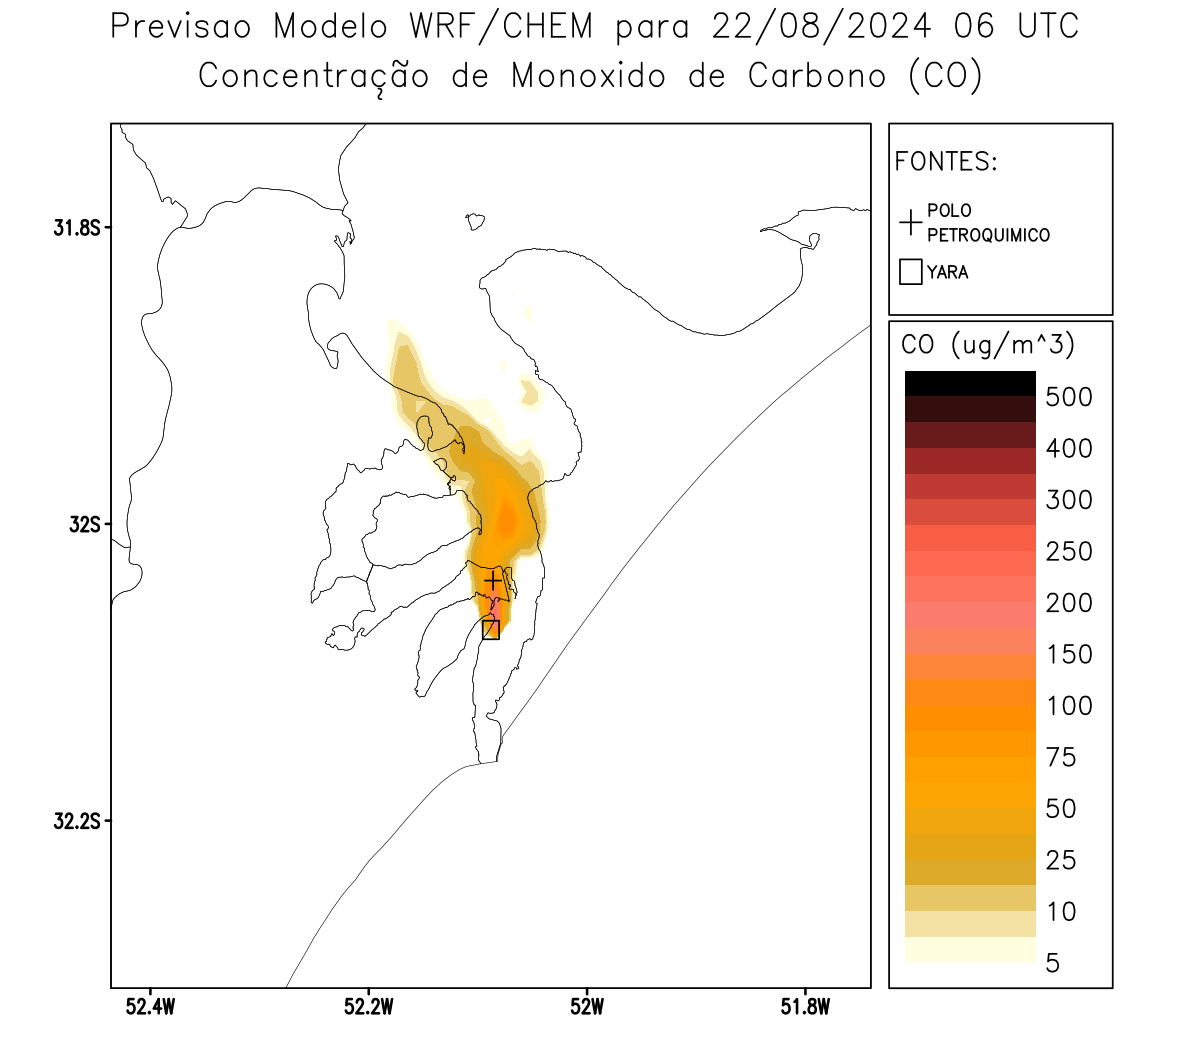 Previsao Modelo WRF/CHEM para 22/08/2024 06 UTC
Concentração de Monoxido de Carbono (CO)
FONTES:
POLO
PETROQUIMICO
YARA
31.8S
32S
32.2S
52.4W
52.2W
52W
51.8W
CO (ug/m^3)
500
400
300
250
200
150
100
75
50
25
10
5